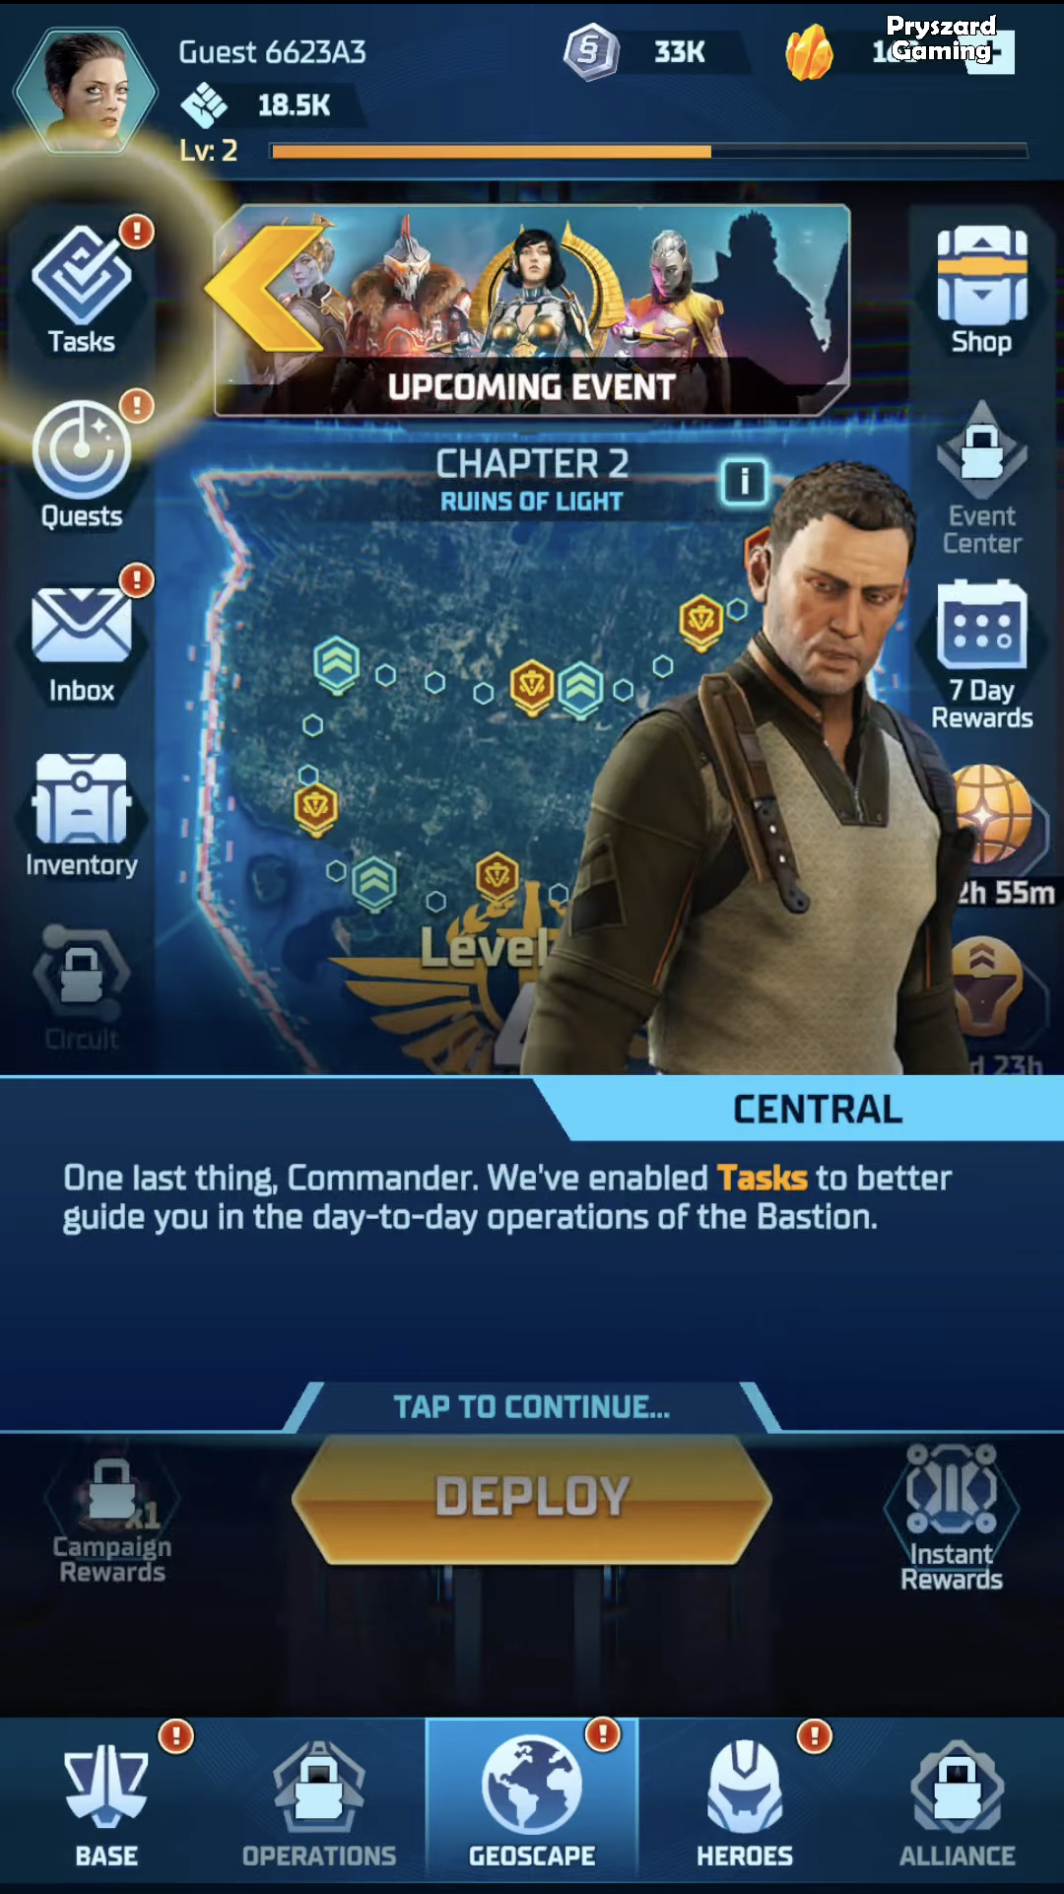 Pryszard
Gaming
Guest 6623A3
33K
18.5K
Lv: 2
Tasks
UPCOMING EVENT
Shop
CHAPTER 2
RUINS OF LIGHT
i
Quests
Event
Center
Inbox
7 Day
Rewards
Inventory
2h 55m
Level
Circuit
d 23h
CENTRAL
One last thing, Commander. We've enabled Tasks to better
guide you in the day-to-day operations of the Bastion.
TAP TO CONTINUE...
DEPLOY
x1
Campaign
Rewards
Instant
Rewards
BASE
OPERATIONS
GEOSCAPE
HEROES
ALLIANCE